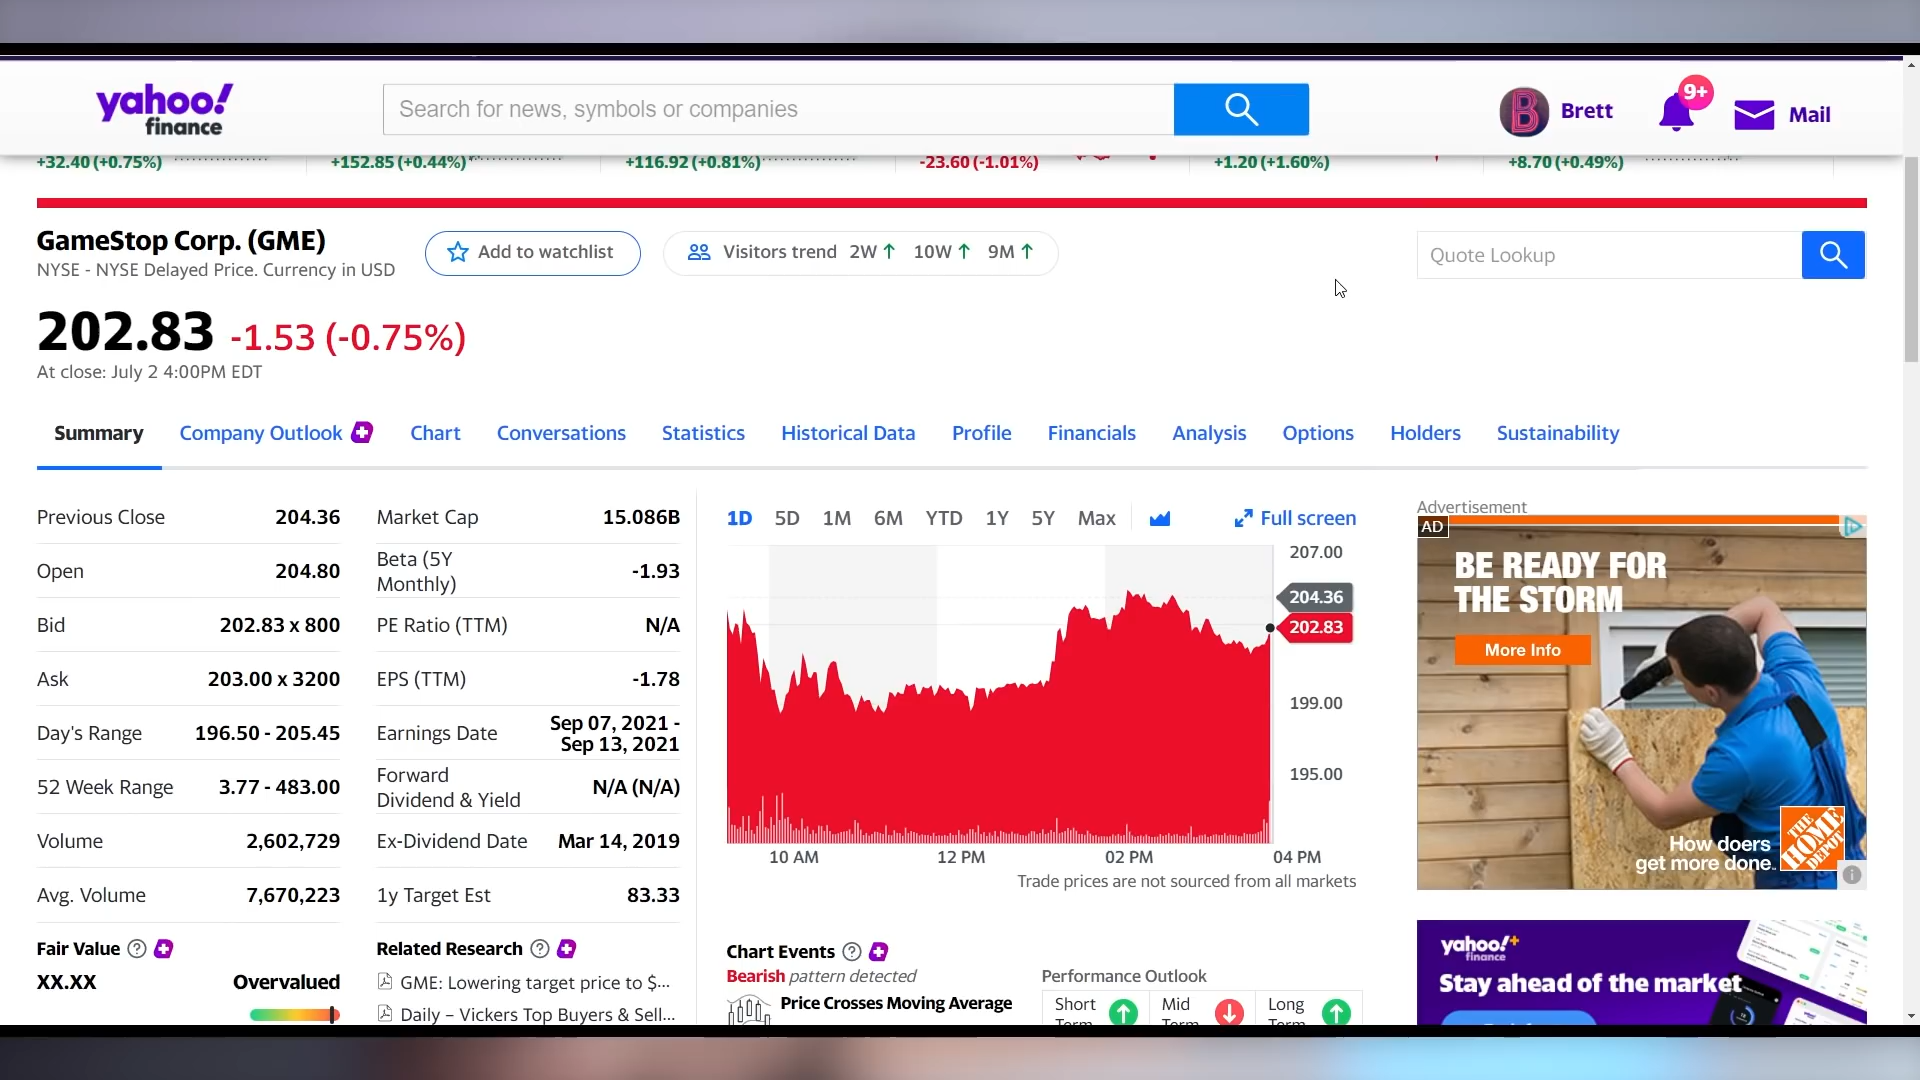 yahoo!
finance
Search for news, symbols or companies
B
Brett
9+
Mail
+32.40 (+0.75%)
+152.85 (+0.44%)
+116.92 (+0.81%)
-23.60 (-1.01%)
+1.20 (+1.60%)
+8.70 (+0.49%)
GameStop Corp. (GME)
NYSE - NYSE Delayed Price. Currency in USD
Add to watchlist
Visitors trend 2W 10W 9M
Quote Lookup
202.83 -1.53 (-0.75%)
At close: July 2 4:00PM EDT
Summary Company Outlook Chart Conversations Statistics Historical Data Profile Financials Analysis Options Holders Sustainability
Previous Close 204.36
Open 204.80
Bid 202.83 x 800
Ask 203.00 x 3200
Day's Range 196.50 - 205.45
52 Week Range 3.77 - 483.00
Volume 2,602,729
Avg. Volume 7,670,223
Market Cap 15.086B
Beta (5Y
Monthly) -1.93
PE Ratio (TTM) N/A
EPS (TTM) -1.78
Earnings Date Sep 07, 2021 -
Sep 13, 2021
Forward
Dividend & Yield N/A (N/A)
Ex-Dividend Date Mar 14, 2019
1y Target Est 83.33
Fair Value
XX.XX Overvalued
Related Research
GME: Lowering target price to $...
Daily – Vickers Top Buyers & Sell...
1D 5D 1M 6M YTD 1Y 5Y Max
Full screen
207.00
204.36
202.83
199.00
195.00
10 AM 12 PM 02 PM 04 PM
Trade prices are not sourced from all markets
Chart Events
Bearish pattern detected
Price Crosses Moving Average
Performance Outlook
Short
Term
Mid
Term
Long
Term
Advertisement
AD
BE READY FOR
THE STORM
More Info
How doers
get more done.
THE HOME DEPOT
yahoo!+
finance
Stay ahead of the market